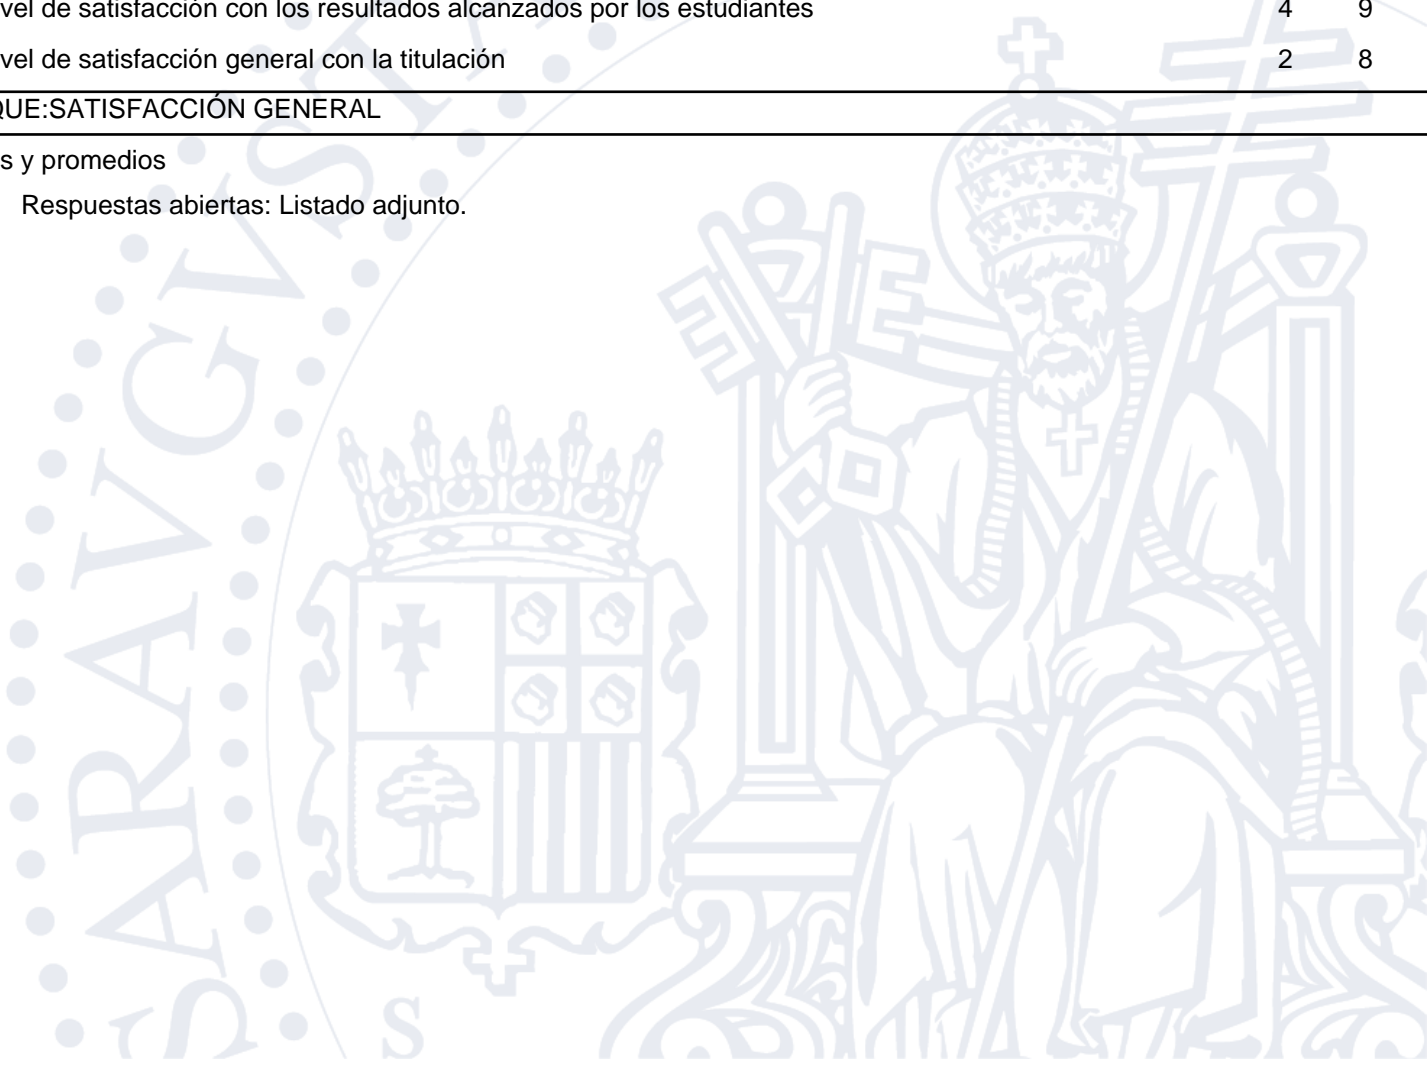 vel de satisfacción con los resultados alcanzados por los estudiantes 4 9
vel de satisfacción general con la titulación 2 8
QUE:SATISFACCIÓN GENERAL
s y promedios
Respuestas abiertas: Listado adjunto.
SARAVGVSTA
S